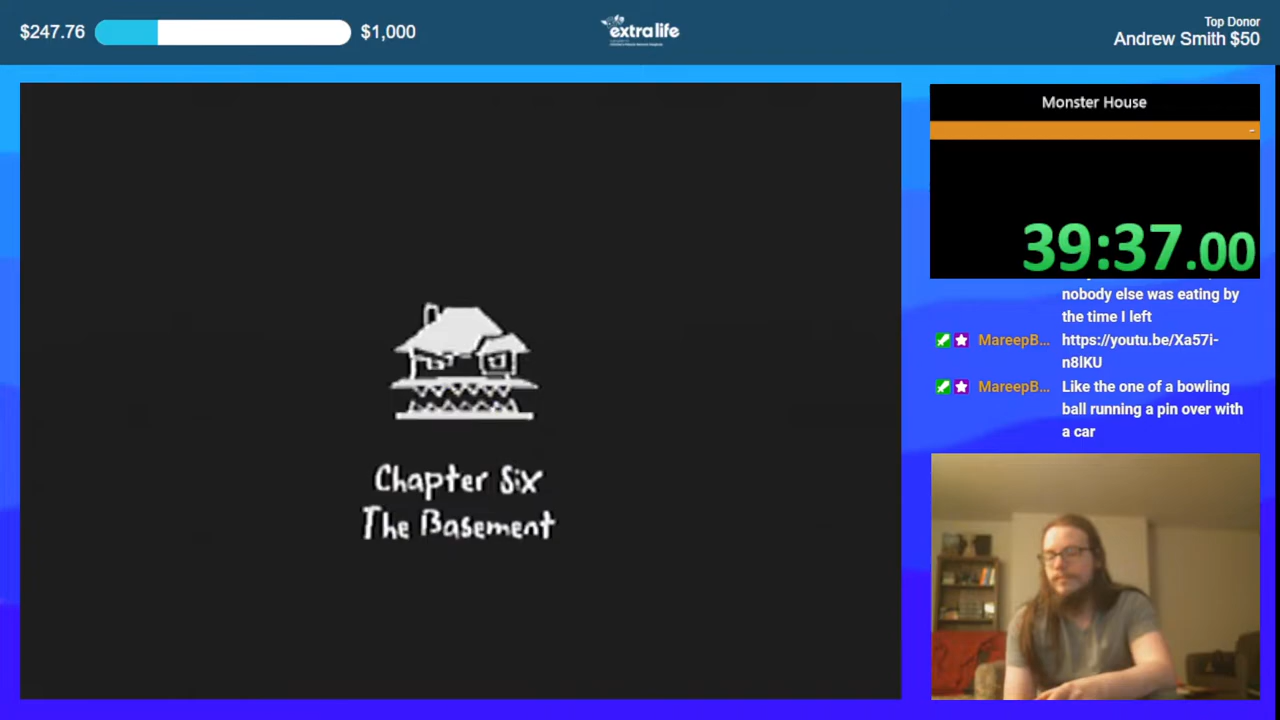 $247.76
$1,000
extralife
Top Donor
Andrew Smith $50
Monster House
-
39:37.00
nobody else was eating by
the time I left
MareepB... https://youtu.be/Xa57i-
n8lKU
MareepB... Like the one of a bowling
ball running a pin over with
a car
Chapter Six
The Basement